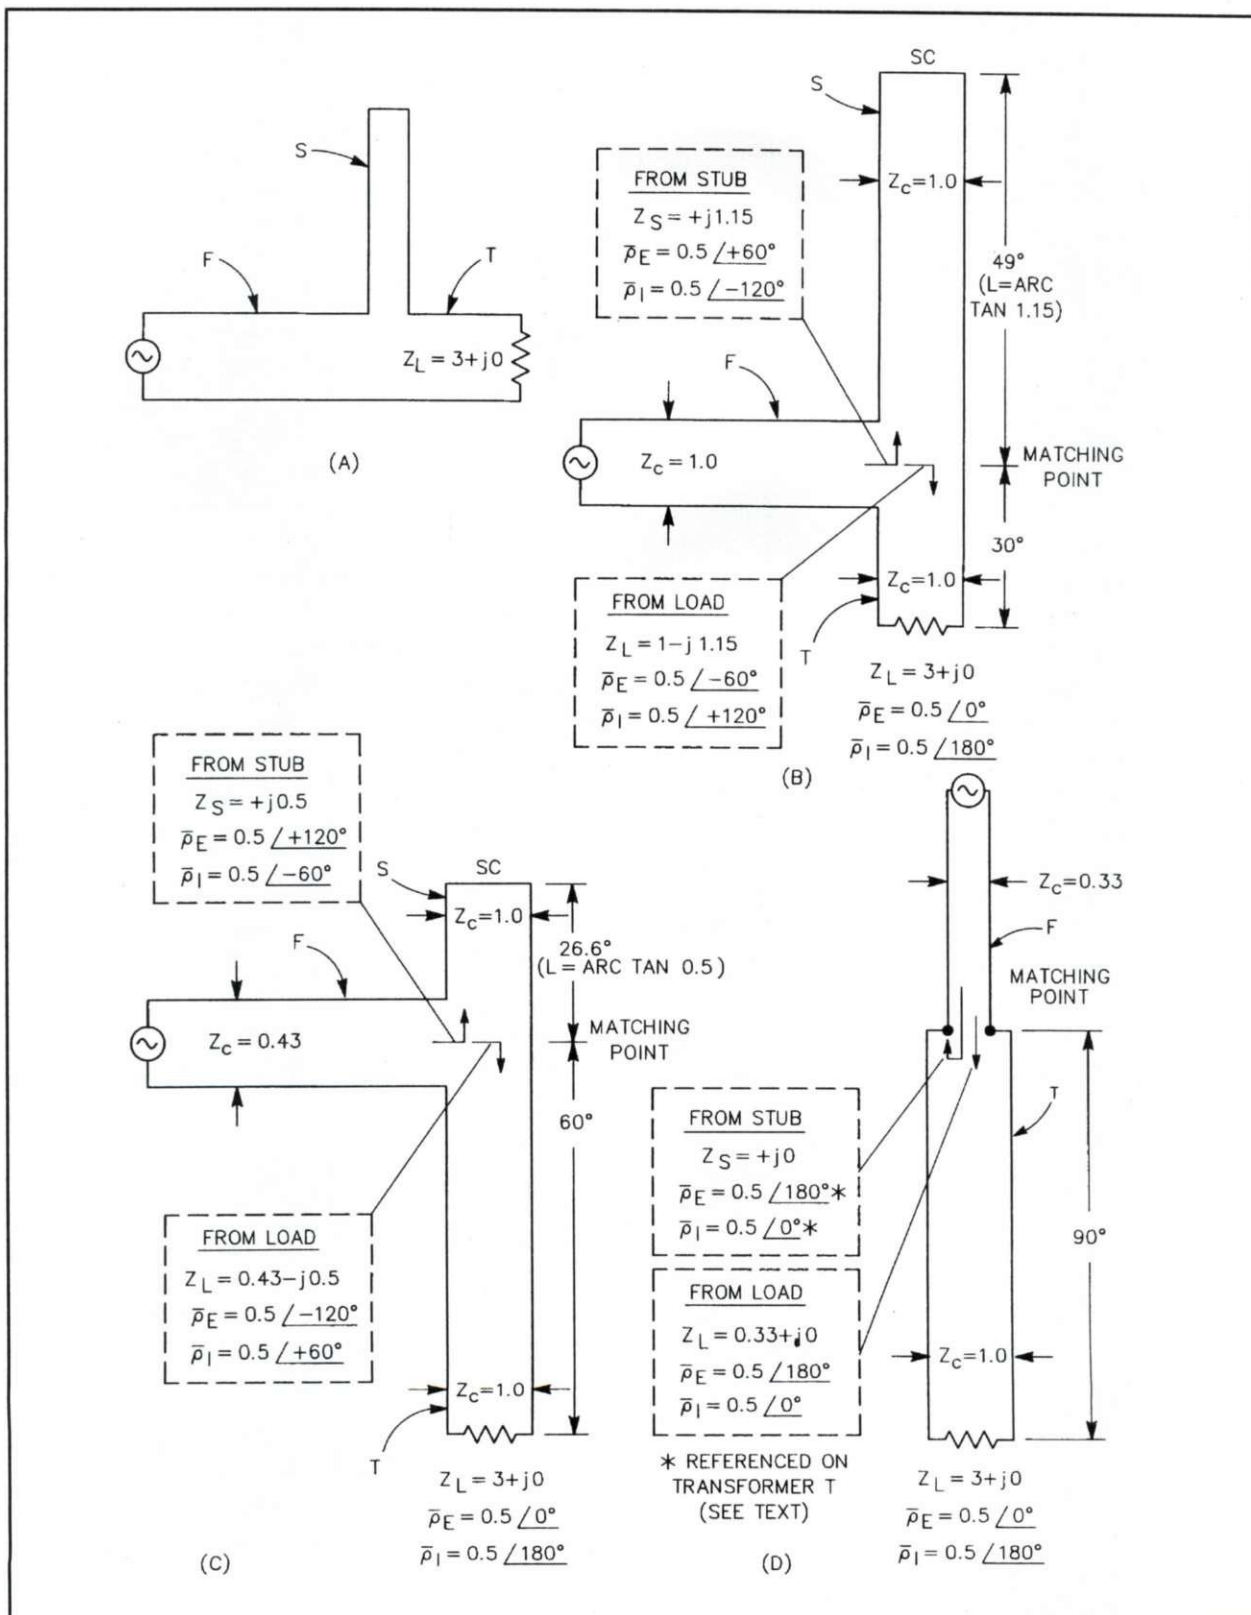 S
F
T
Z_L = 3+j0
(A)
SC
S
FROM STUB
Z_S = +j1.15
ρ̅_E = 0.5 ∠+60°
ρ̅_I = 0.5 ∠−120°
Z_C=1.0
49°
(L=ARC
TAN 1.15)
F
Z_C = 1.0
MATCHING
POINT
30°
Z_C=1.0
FROM LOAD
Z_L = 1−j1.15
ρ̅_E = 0.5 ∠−60°
ρ̅_I = 0.5 ∠+120°
T
Z_L = 3+j0
ρ̅_E = 0.5 ∠0°
ρ̅_I = 0.5 ∠180°
(B)
FROM STUB
Z_S = +j0.5
ρ̅_E = 0.5 ∠+120°
ρ̅_I = 0.5 ∠−60°
S
SC
Z_C=1.0
26.6°
(L= ARC TAN 0.5)
F
Z_C = 0.43
MATCHING
POINT
60°
FROM LOAD
Z_L = 0.43−j0.5
ρ̅_E = 0.5 ∠−120°
ρ̅_I = 0.5 ∠+60°
Z_C=1.0
T
Z_L = 3+j0
ρ̅_E = 0.5 ∠0°
ρ̅_I = 0.5 ∠180°
(C)
Z_C=0.33
F
MATCHING
POINT
T
FROM STUB
Z_S = +j0
ρ̅_E = 0.5 ∠180°*
ρ̅_I = 0.5 ∠0°*
90°
FROM LOAD
Z_L = 0.33+j0
ρ̅_E = 0.5 ∠180°
ρ̅_I = 0.5 ∠0°
Z_C=1.0
* REFERENCED ON
TRANSFORMER T
(SEE TEXT)
Z_L = 3+j0
ρ̅_E = 0.5 ∠0°
ρ̅_I = 0.5 ∠180°
(D)